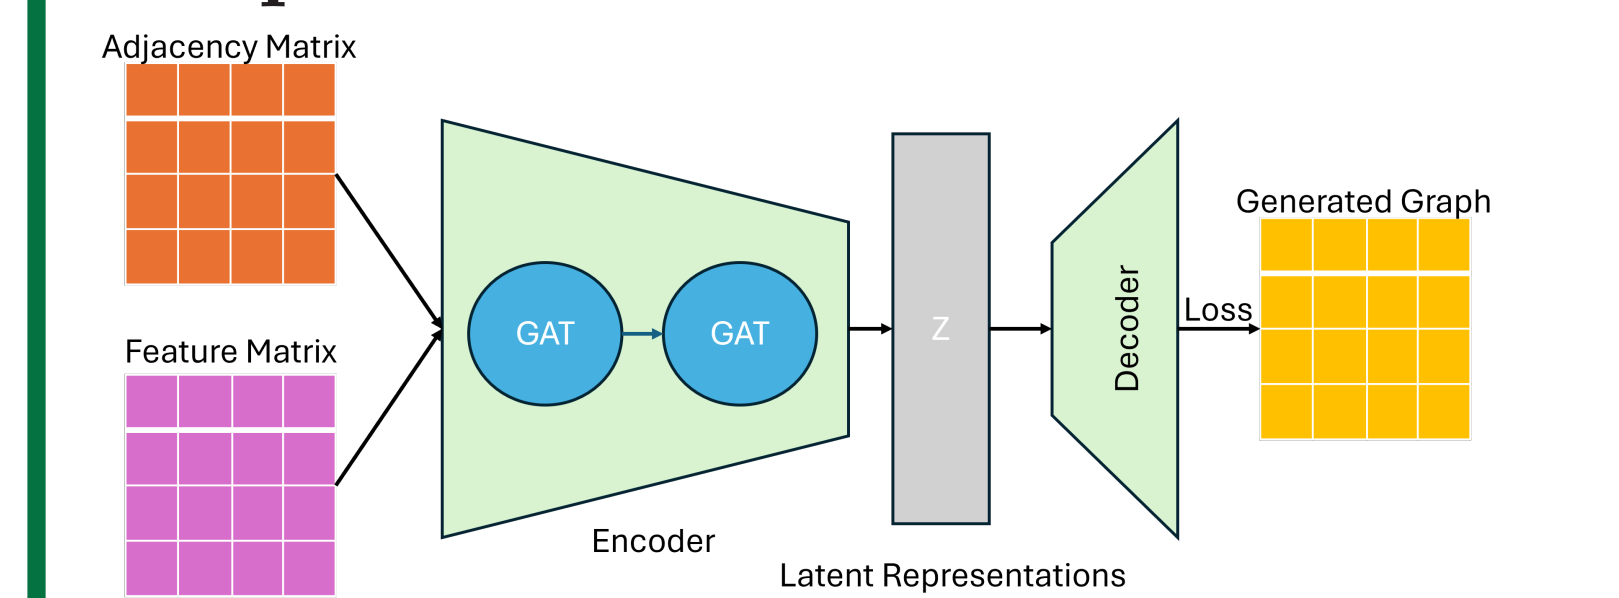 Adjacency Matrix
Feature Matrix
GAT
GAT
Encoder
Z
Latent Representations
Decoder
Loss
Generated Graph